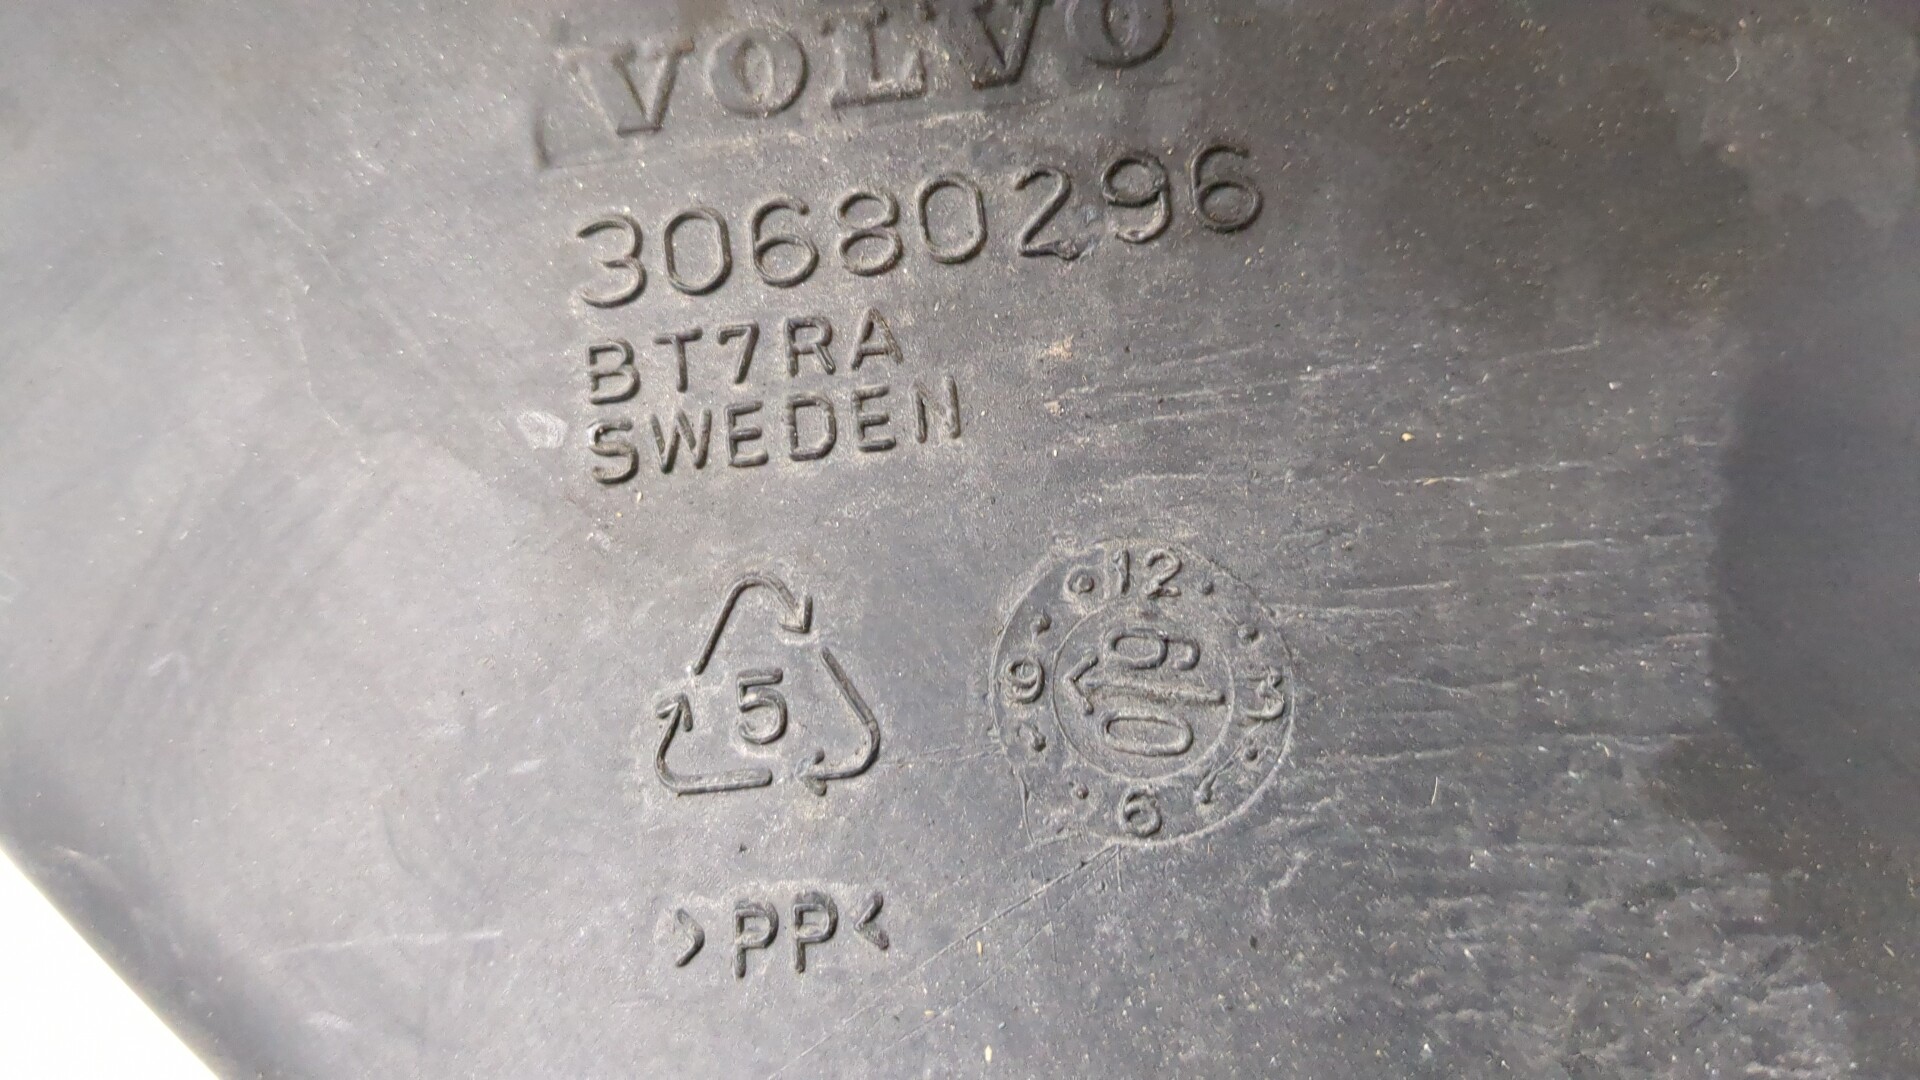 VOLVO
30680296
BT7RA
SWEDEN
5
12
3
6
9
>PP<